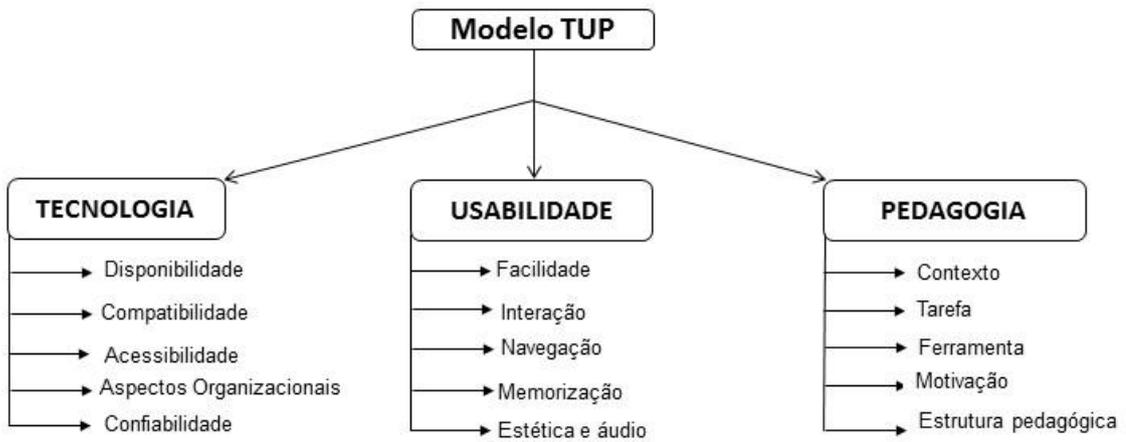 Modelo TUP
TECNOLOGIA
Disponibilidade
Compatibilidade
Acessibilidade
Aspectos Organizacionais
Confiabilidade
USABILIDADE
Facilidade
Interação
Navegação
Memorização
Estética e áudio
PEDAGOGIA
Contexto
Tarefa
Ferramenta
Motivação
Estrutura pedagógica